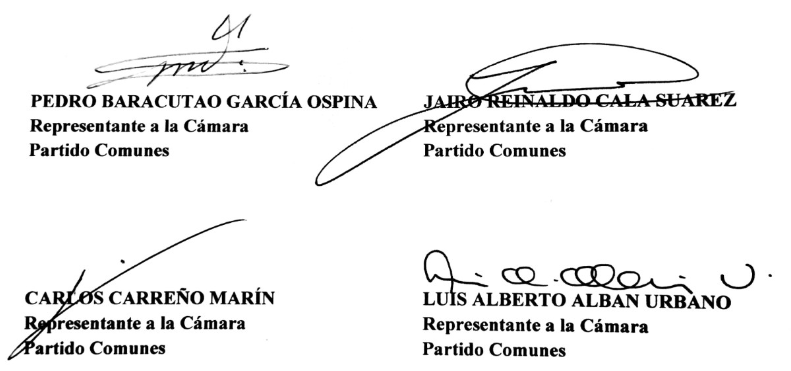 PEDRO BARACUTAO GARCÍA OSPINA
Representante a la Cámara
Partido Comunes
JAIRO REINALDO CALA SUAREZ
Representante a la Cámara
Partido Comunes
CARLOS CARREÑO MARÍN
Representante a la Cámara
Partido Comunes
LUIS ALBERTO ALBAN URBANO
Representante a la Cámara
Partido Comunes